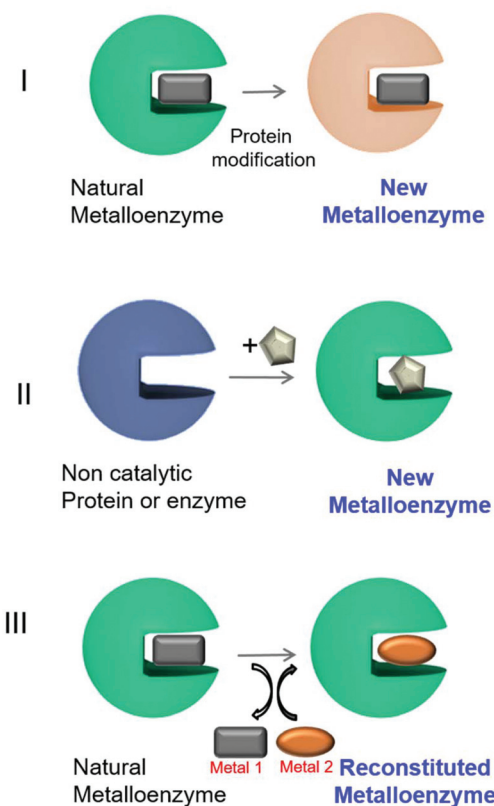 I
Protein
modification
Natural
Metalloenzyme
New
Metalloenzyme
II
+
Non catalytic
Protein or enzyme
New
Metalloenzyme
III
Metal 1
Metal 2
Natural
Metalloenzyme
Reconstituted
Metalloenzyme